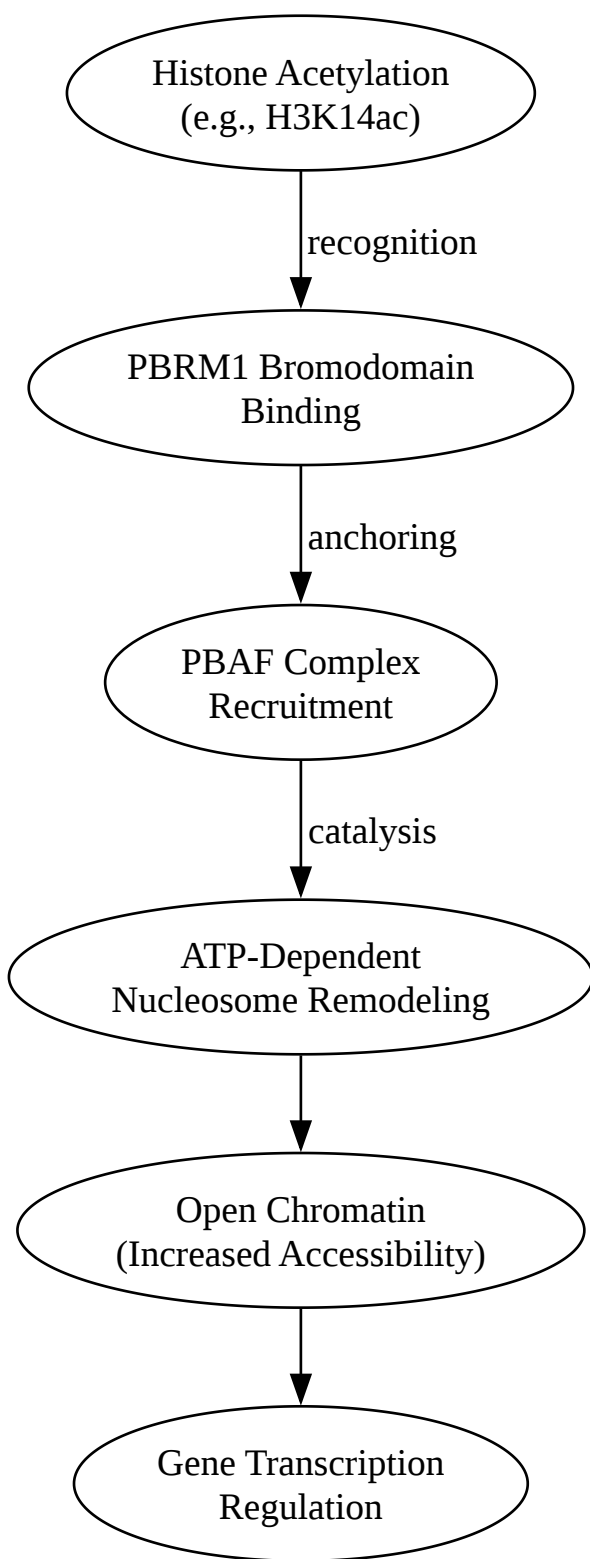 Histone Acetylation
(e.g., H3K14ac)
recognition
PBRM1 Bromodomain
Binding
anchoring
PBAF Complex
Recruitment
catalysis
ATP-Dependent
Nucleosome Remodeling
Open Chromatin
(Increased Accessibility)
Gene Transcription
Regulation